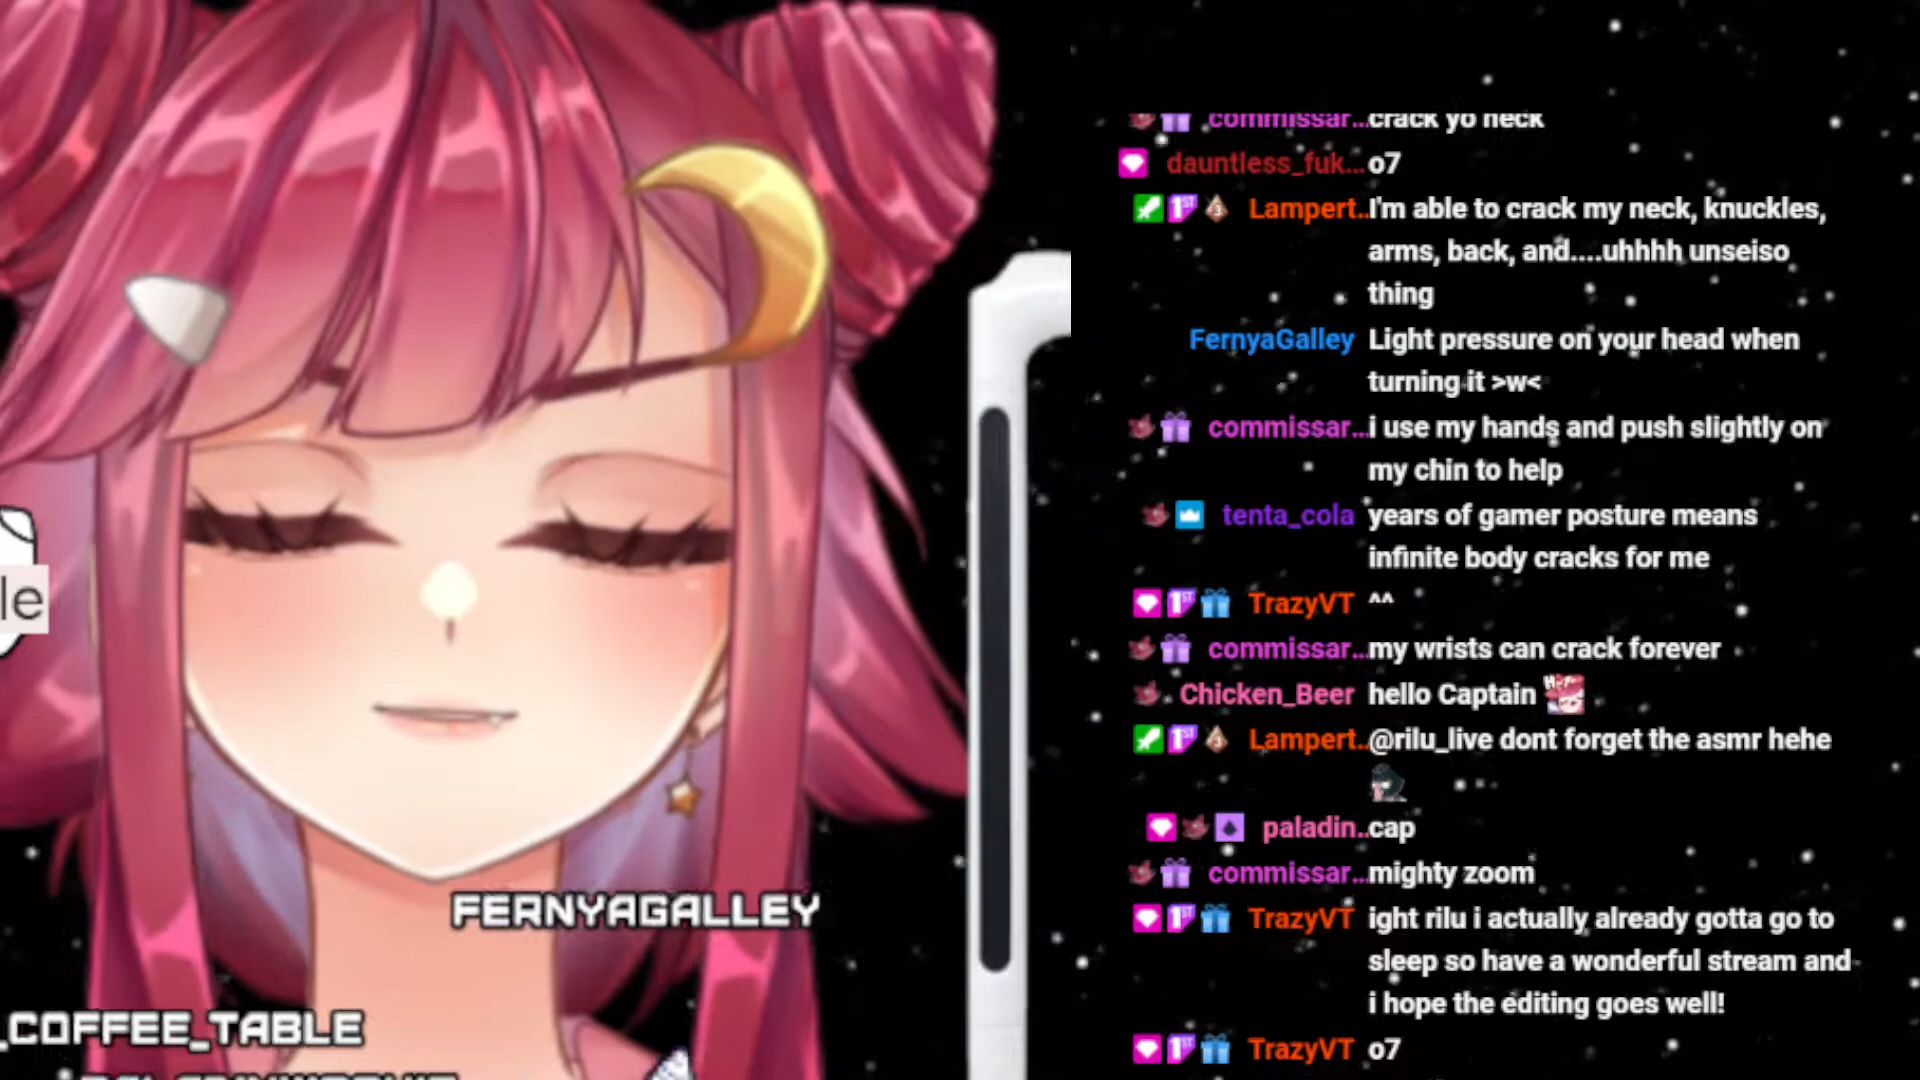 le
FERNYAGALLEY
_COFFEE_TABLE
commissar...crack yo neck
dauntless_fuk...o7
Lampert..I'm able to crack my neck, knuckles,
arms, back, and....uhhhh unseiso
thing
FernyaGalley Light pressure on your head when
turning it >w<
commissar...i use my hands and push slightly on
my chin to help
tenta_cola years of gamer posture means
infinite body cracks for me
TrazyVT ^^
commissar...my wrists can crack forever
Chicken_Beer hello Captain
Lampert..@rilu_live dont forget the asmr hehe
paladin..cap
commissar...mighty zoom
TrazyVT ight rilu i actually already gotta go to
sleep so have a wonderful stream and
i hope the editing goes well!
TrazyVT o7